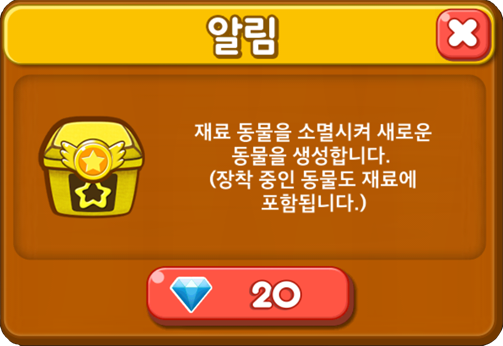 알림
재료 동물을 소멸시켜 새로운
동물을 생성합니다.
(장착 중인 동물도 재료에
포함됩니다.)
20